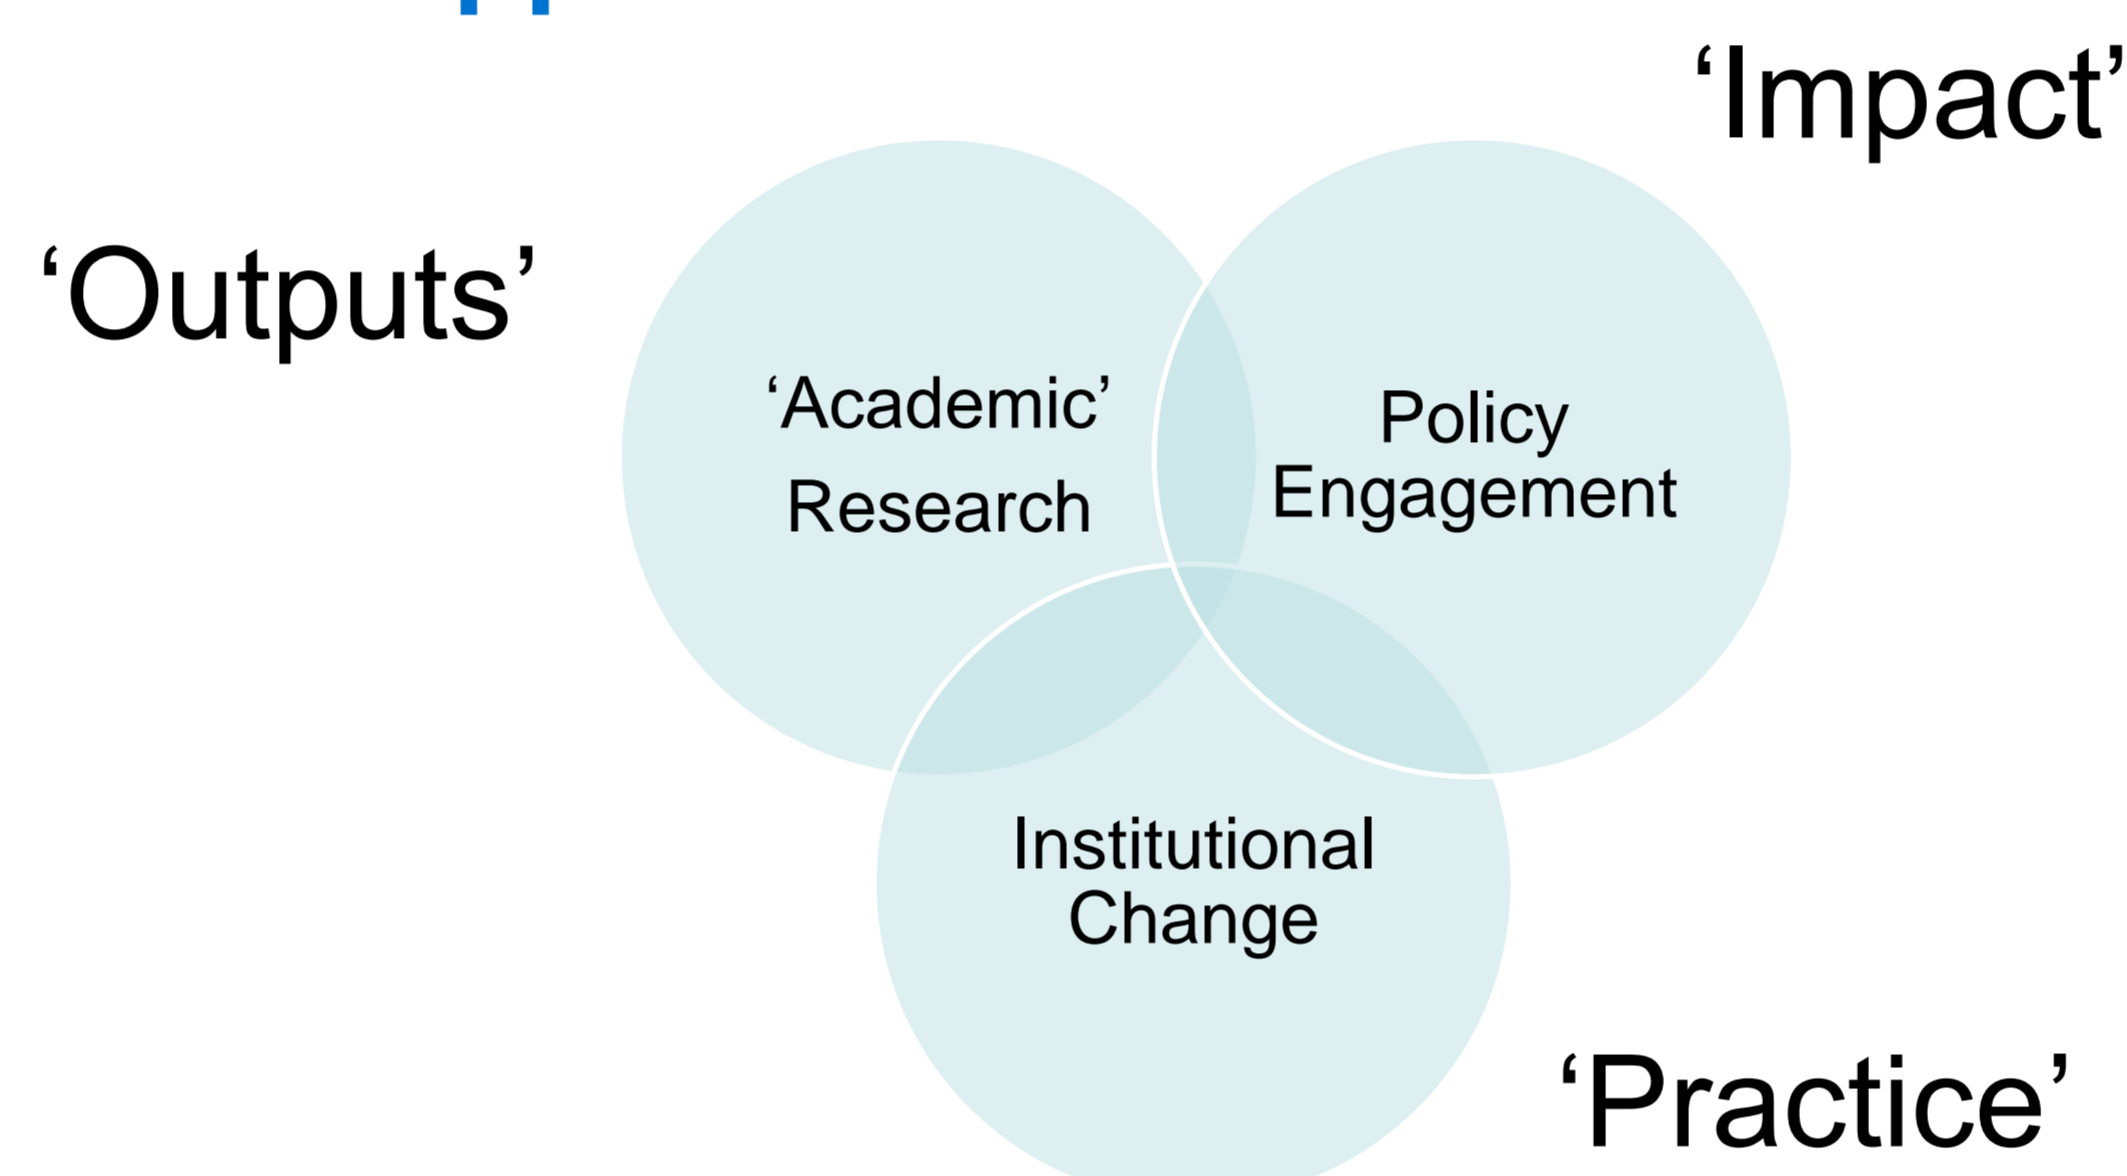 ‘Impact’
‘Outputs’
‘Academic’
Research
Policy
Engagement
Institutional
Change
‘Practice’